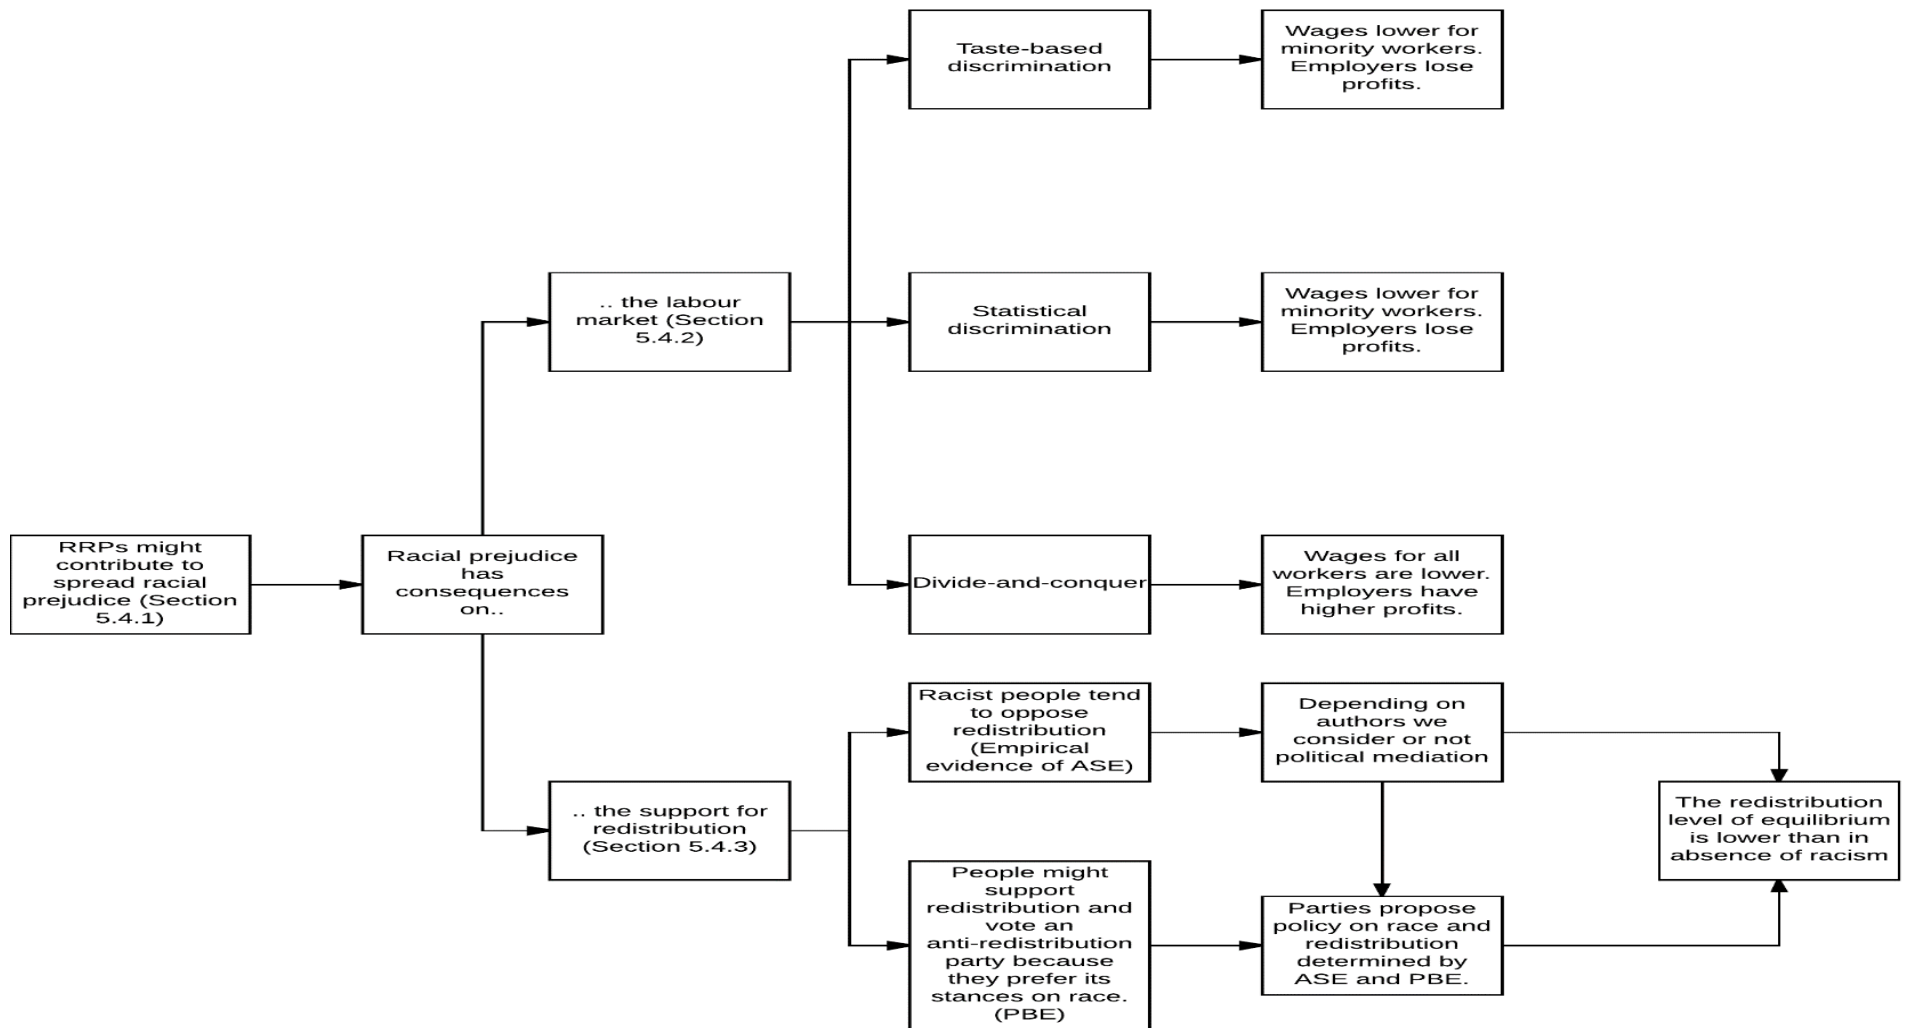 Taste-based
discrimination
Wages lower for
minority workers.
Employers lose
profits.
.. the labour
market (Section
5.4.2)
Statistical
discrimination
Wages lower for
minority workers.
Employers lose
profits.
RRPs might
contribute to
spread racial
prejudice (Section
5.4.1)
Racial prejudice
has
consequences
on..
Divide-and-conquer
Wages for all
workers are lower.
Employers have
higher profits.
Racist people tend
to oppose
redistribution
(Empirical
evidence of ASE)
Depending on
authors we
consider or not
political mediation
.. the support for
redistribution
(Section 5.4.3)
The redistribution
level of equilibrium
is lower than in
absence of racism
People might
support
redistribution and
vote an
anti-redistribution
party because
they prefer its
stances on race.
(PBE)
Parties propose
policy on race and
redistribution
determined by
ASE and PBE.